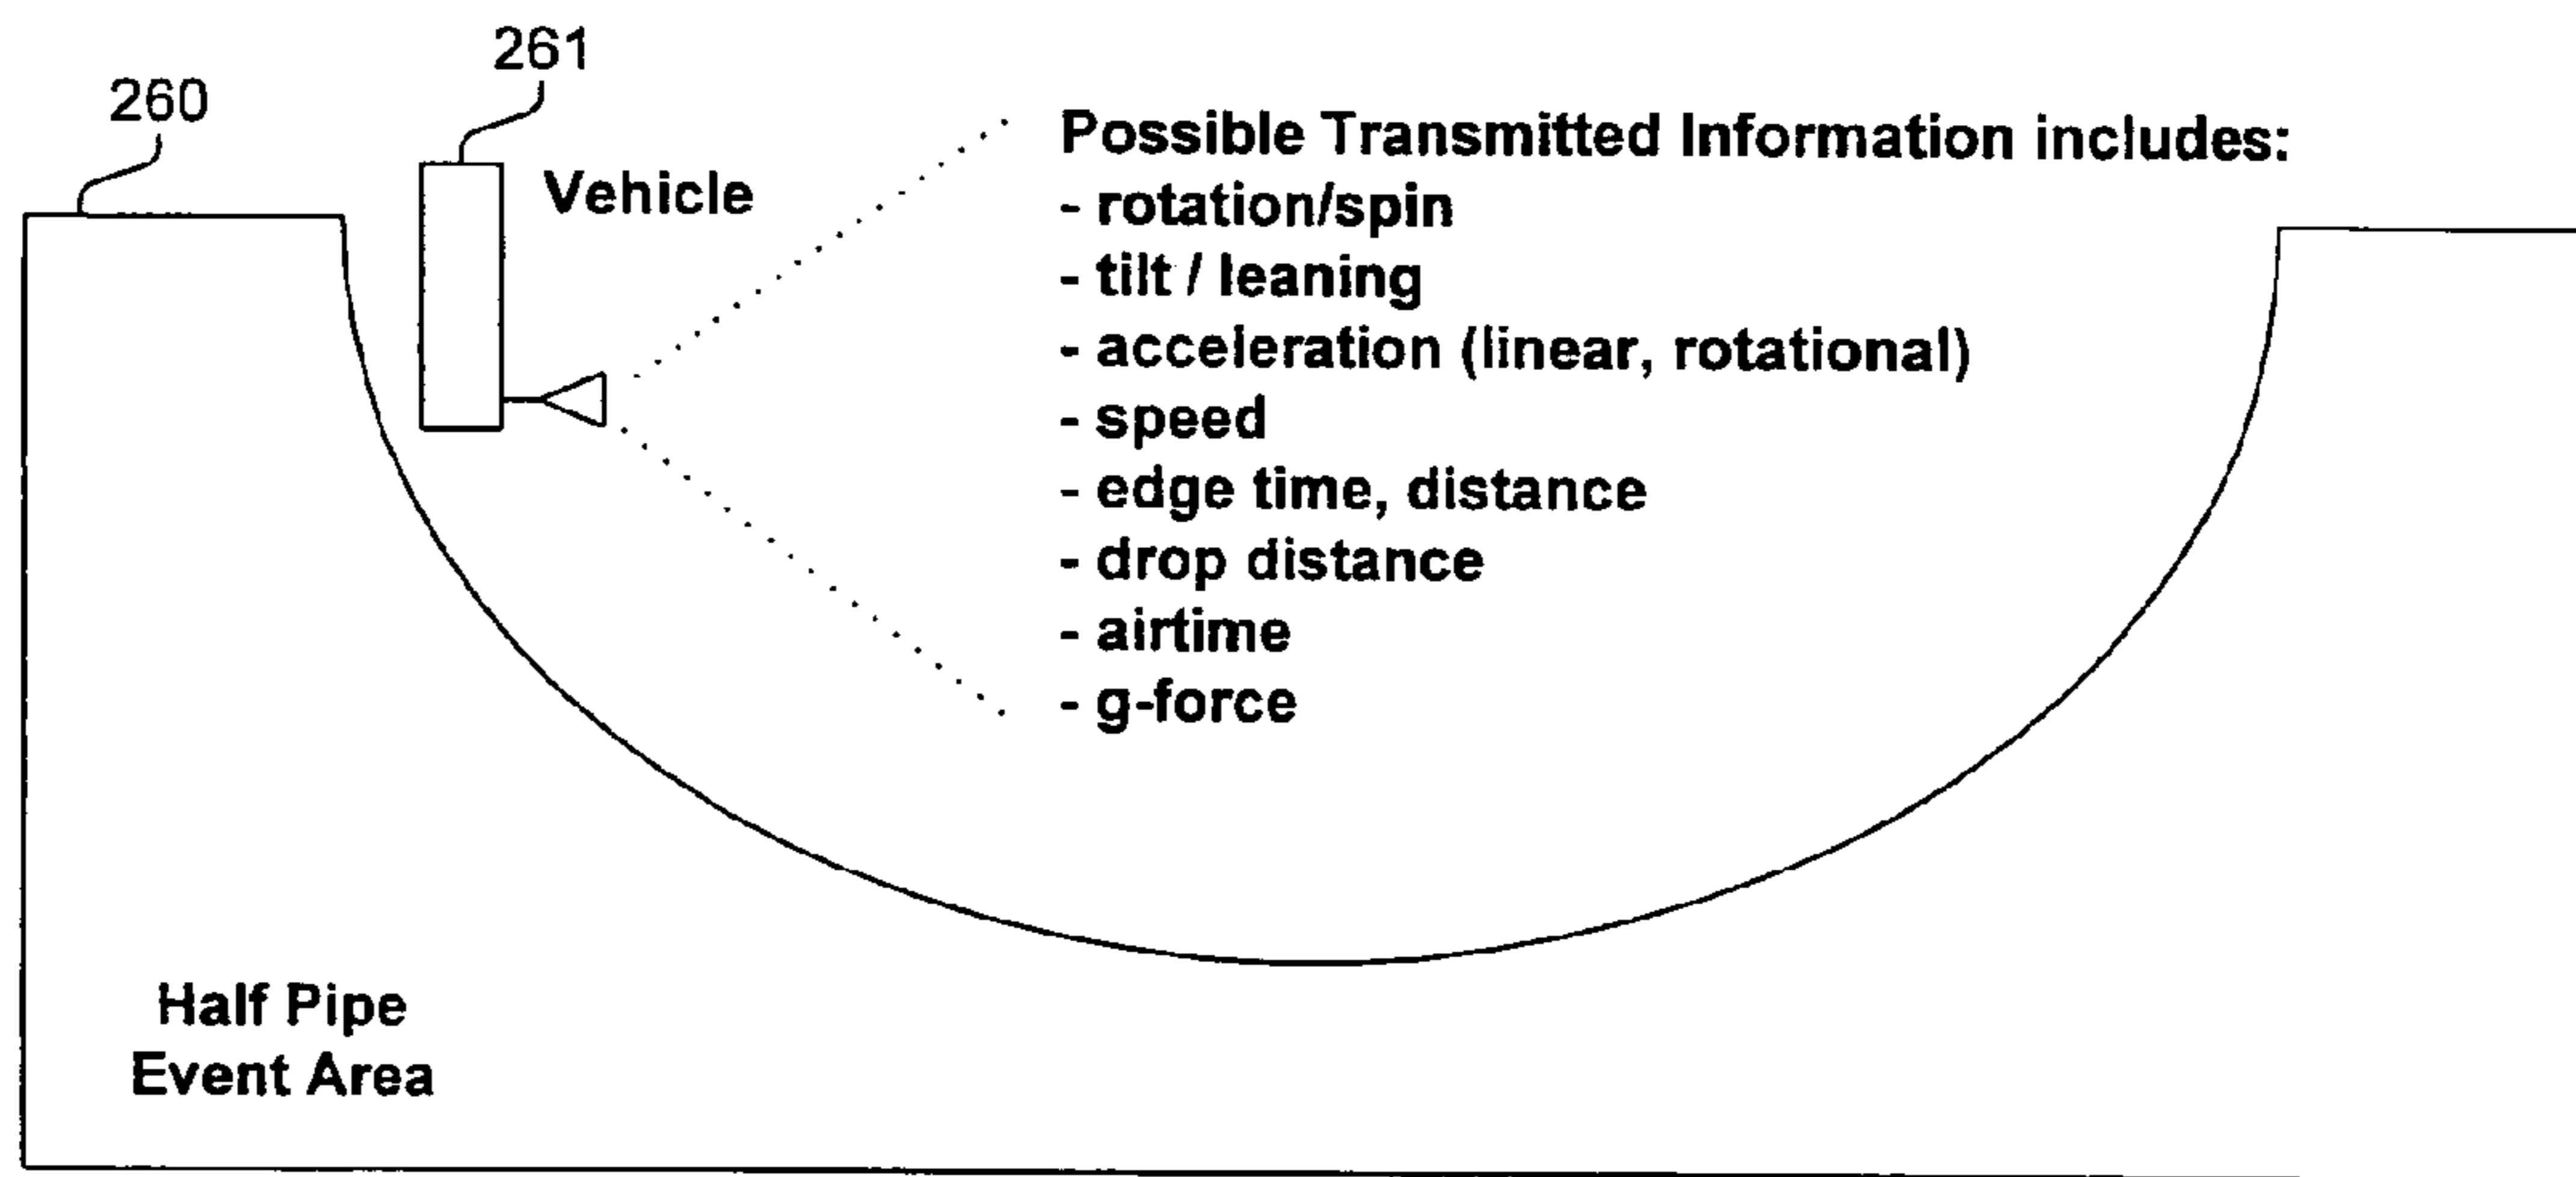 260
261
Vehicle
Possible Transmitted Information includes:
- rotation/spin
- tilt / leaning
- acceleration (linear, rotational)
- speed
- edge time, distance
- drop distance
- airtime
- g-force
Half Pipe
Event Area